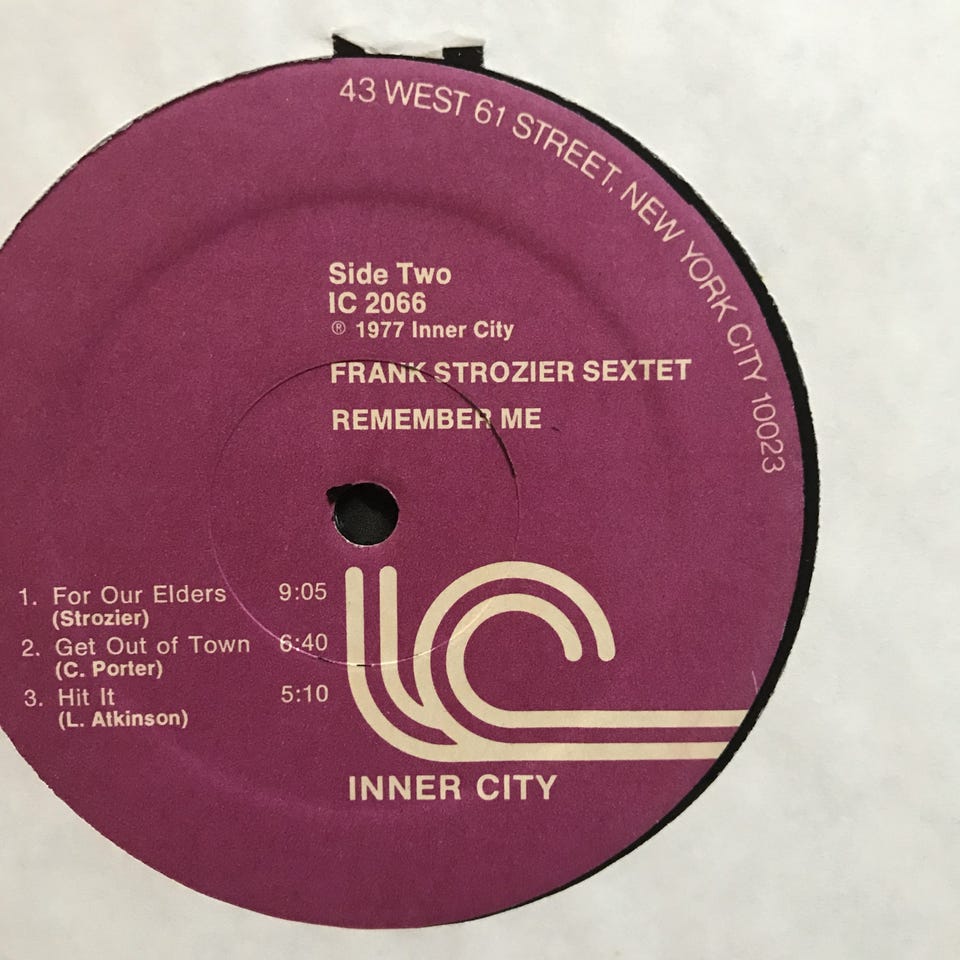 43 WEST 61 STREET, NEW YORK CITY 10023
Side Two
IC 2066
℗ 1977 Inner City
FRANK STROZIER SEXTET
REMEMBER ME
1. For Our Elders 9:05
(Strozier)
2. Get Out of Town 6:40
(C. Porter)
3. Hit It 5:10
(L. Atkinson)
IC
INNER CITY